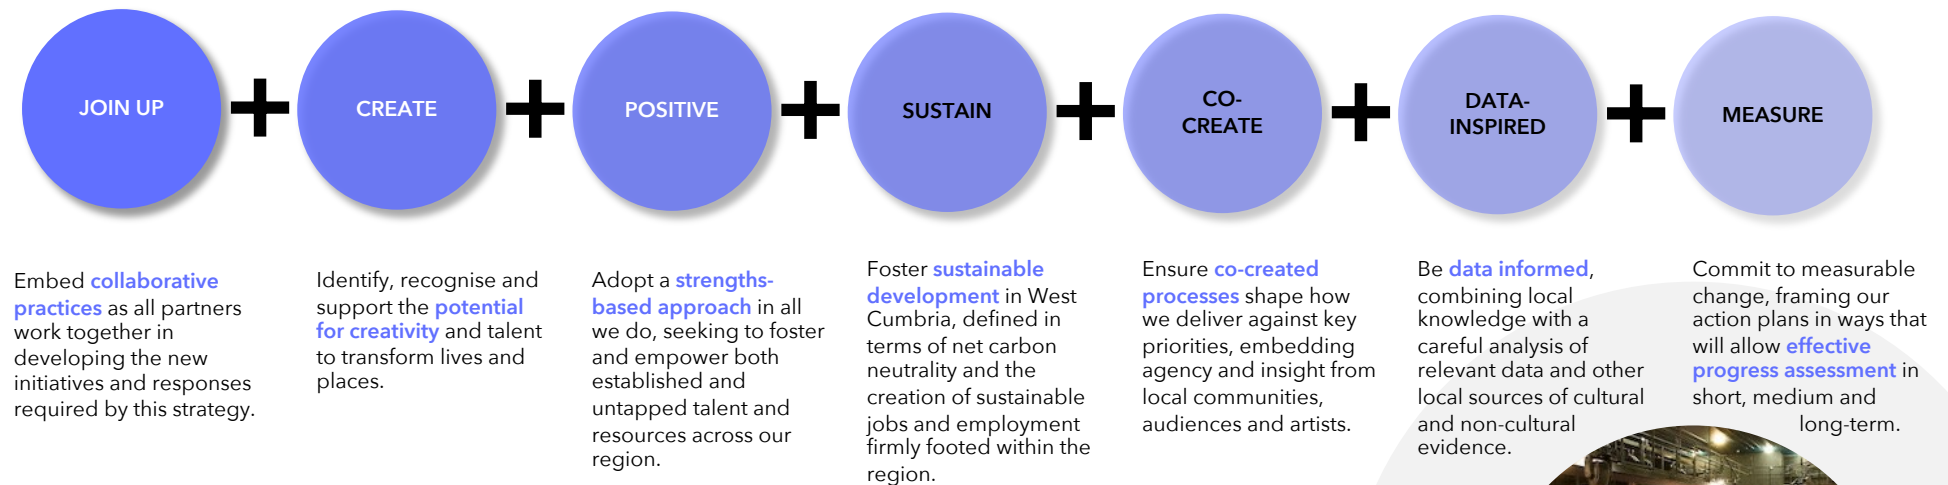 JOIN UP
CREATE
POSITIVE
SUSTAIN
CO-
CREATE
DATA-
INSPIRED
MEASURE
Embed collaborative
practices as all partners
work together in
developing the new
initiatives and responses
required by this strategy.
Identify, recognise and
support the potential
for creativity and talent
to transform lives and
places.
Adopt a strengths-
based approach in all
we do, seeking to foster
and empower both
established and
untapped talent and
resources across our
region.
Foster sustainable
development in West
Cumbria, defined in
terms of net carbon
neutrality and the
creation of sustainable
jobs and employment
firmly footed within the
region.
Ensure co-created
processes shape how
we deliver against key
priorities, embedding
agency and insight from
local communities,
audiences and artists.
Be data informed,
combining local
knowledge with a
careful analysis of
relevant data and other
local sources of cultural
and non-cultural
evidence.
Commit to measurable
change, framing our
action plans in ways that
will allow effective
progress assessment in
short, medium and
long-term.